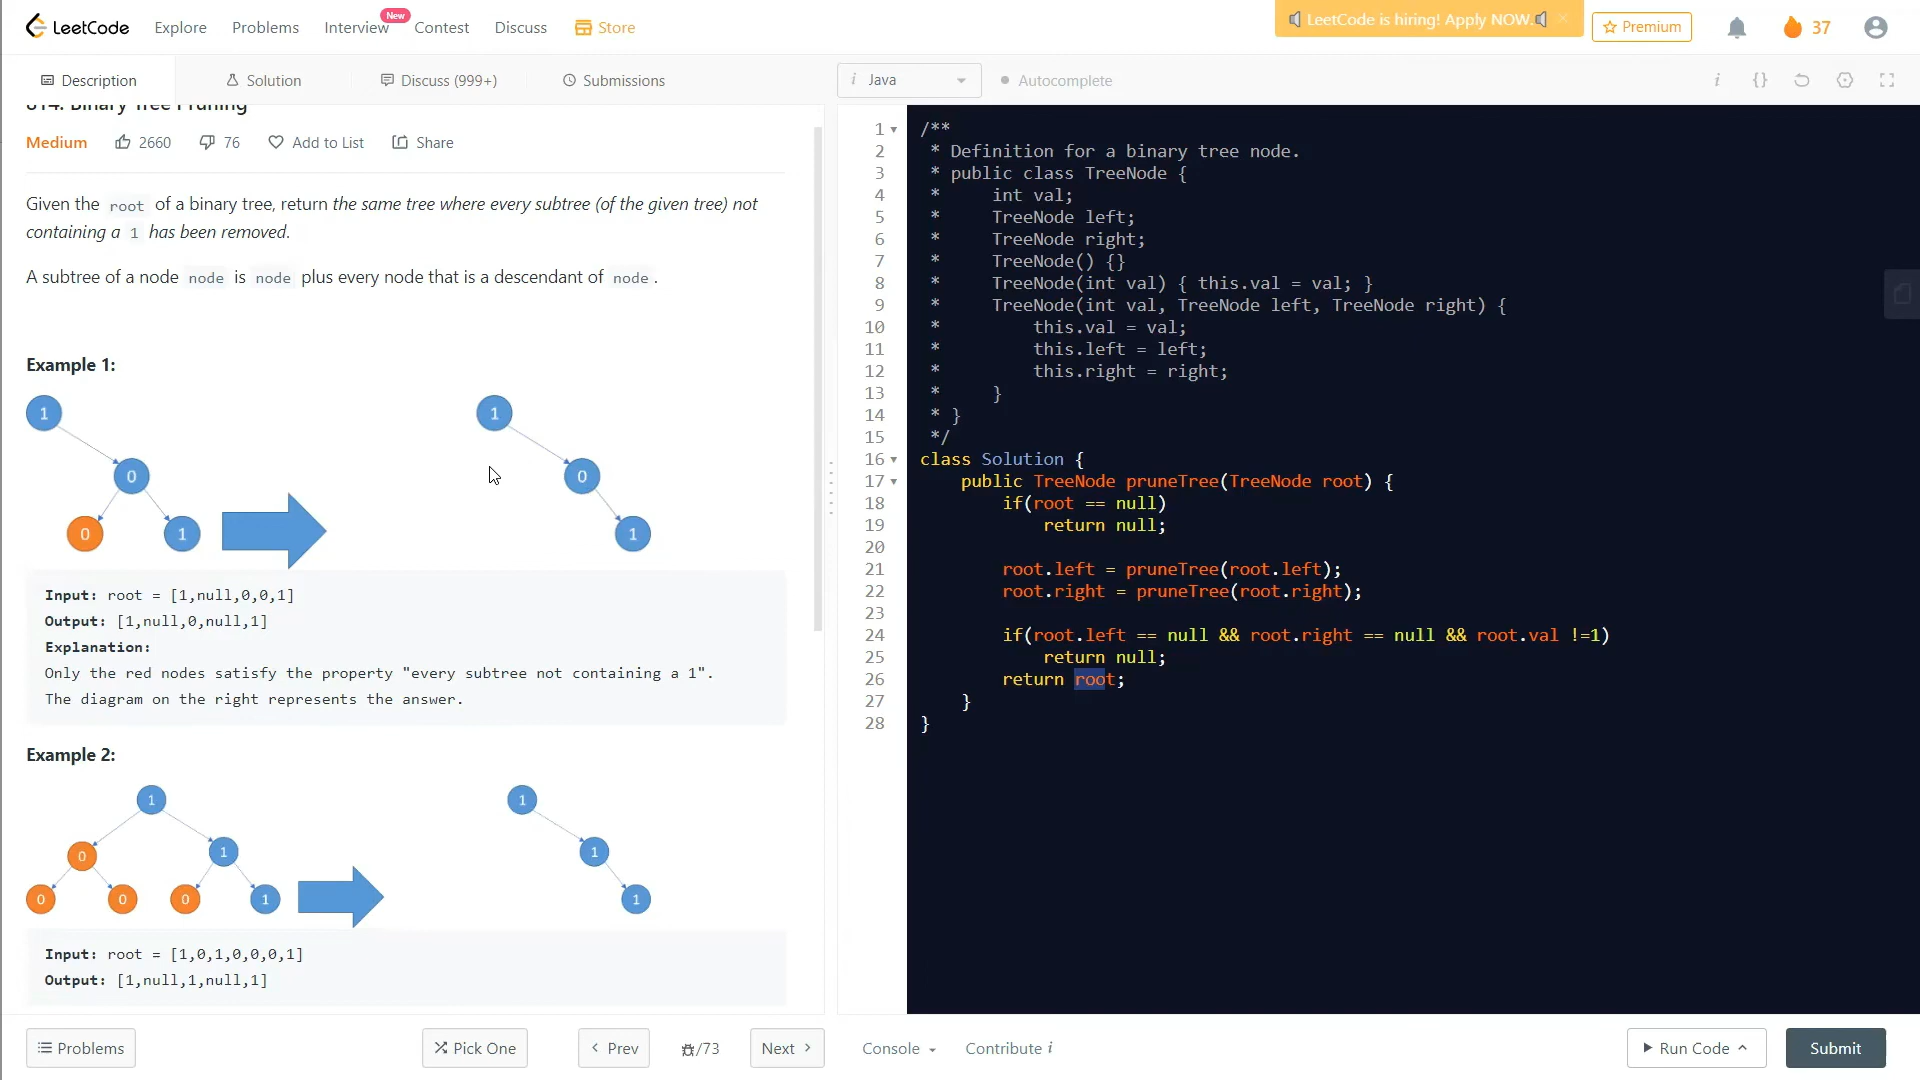 LeetCode Explore Problems Interview New Contest Discuss Store LeetCode is hiring! Apply NOW. Premium 37
Description Solution Discuss (999+) Submissions
814. Binary Tree Pruning
Medium 2660 76 Add to List Share
Given the root of a binary tree, return the same tree where every subtree (of the given tree) not
containing a 1 has been removed.
A subtree of a node node is node plus every node that is a descendant of node .
Example 1:
1
0
0 1
1
0
1
Input: root = [1,null,0,0,1]
Output: [1,null,0,null,1]
Explanation:
Only the red nodes satisfy the property "every subtree not containing a 1".
The diagram on the right represents the answer.
Example 2:
1
0 1
0 0 0 1
1
1
1
Input: root = [1,0,1,0,0,0,1]
Output: [1,null,1,null,1]
i Java Autocomplete i {}
1 /**
2 * Definition for a binary tree node.
3 * public class TreeNode {
4 * int val;
5 * TreeNode left;
6 * TreeNode right;
7 * TreeNode() {}
8 * TreeNode(int val) { this.val = val; }
9 * TreeNode(int val, TreeNode left, TreeNode right) {
10 * this.val = val;
11 * this.left = left;
12 * this.right = right;
13 * }
14 * }
15 */
16 class Solution {
17 public TreeNode pruneTree(TreeNode root) {
18 if(root == null)
19 return null;
20
21 root.left = pruneTree(root.left);
22 root.right = pruneTree(root.right);
23
24 if(root.left == null && root.right == null && root.val !=1)
25 return null;
26 return root;
27 }
28 }
Problems Pick One < Prev /73 Next > Console Contribute i Run Code Submit